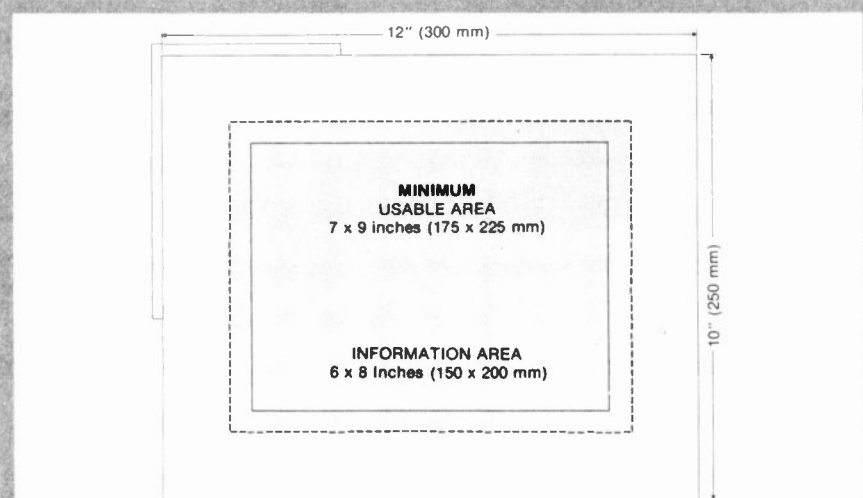 12" (300 mm)
MINIMUM
USABLE AREA
7 x 9 inches (175 x 225 mm)
10" (250 mm)
INFORMATION AREA
6 x 8 Inches (150 x 200 mm)